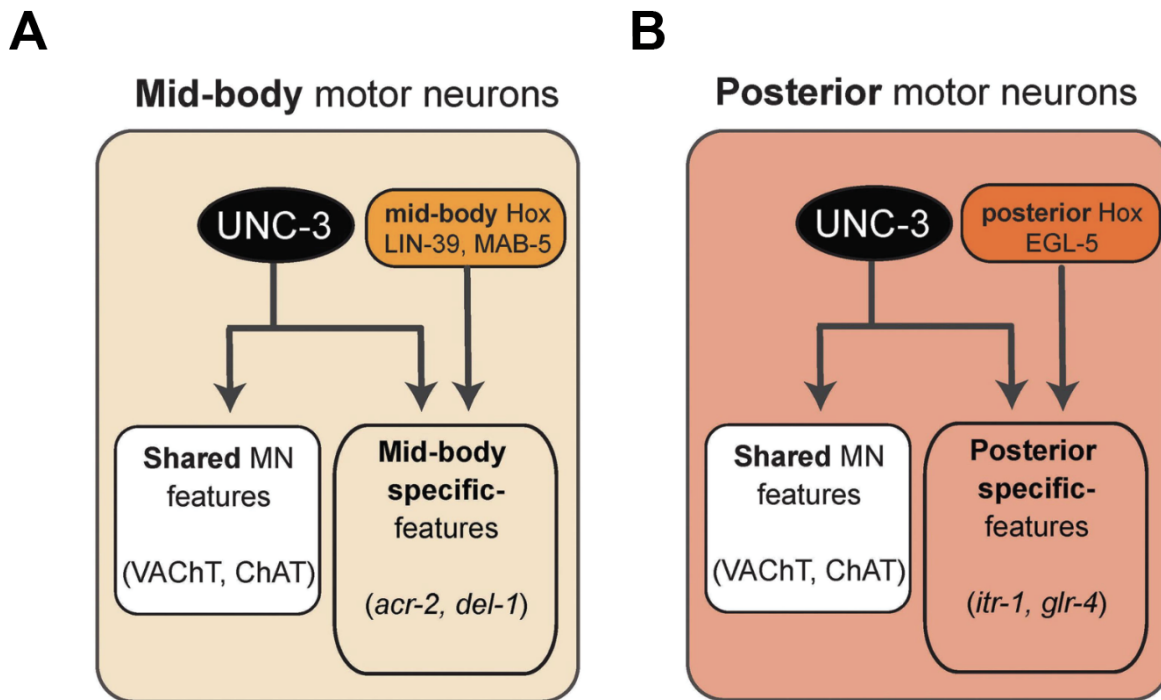 A
Mid-body motor neurons
UNC-3
mid-body Hox
LIN-39, MAB-5
Shared MN
features
(VAChT, ChAT)
Mid-body
specific-
features
(acr-2, del-1)
B
Posterior motor neurons
UNC-3
posterior Hox
EGL-5
Shared MN
features
(VAChT, ChAT)
Posterior
specific-
features
(itr-1, glr-4)